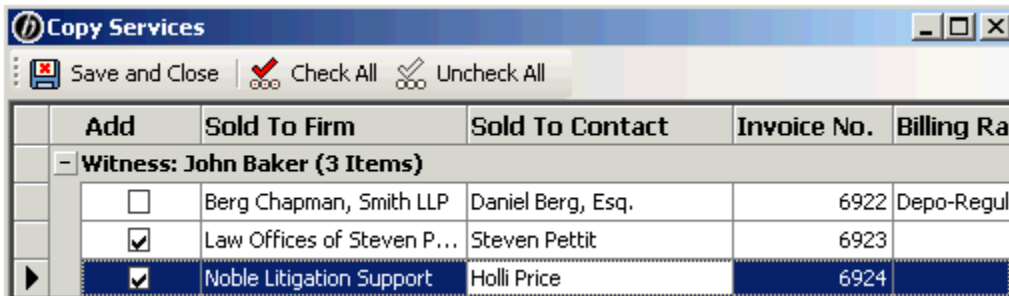 Copy Services
Save and Close Check All Uncheck All
Add Sold To Firm Sold To Contact Invoice No. Billing Ra
Witness: John Baker (3 Items)
Berg Chapman, Smith LLP Daniel Berg, Esq. 6922 Depo-Regul
Law Offices of Steven P... Steven Pettit 6923
Noble Litigation Support Holli Price 6924